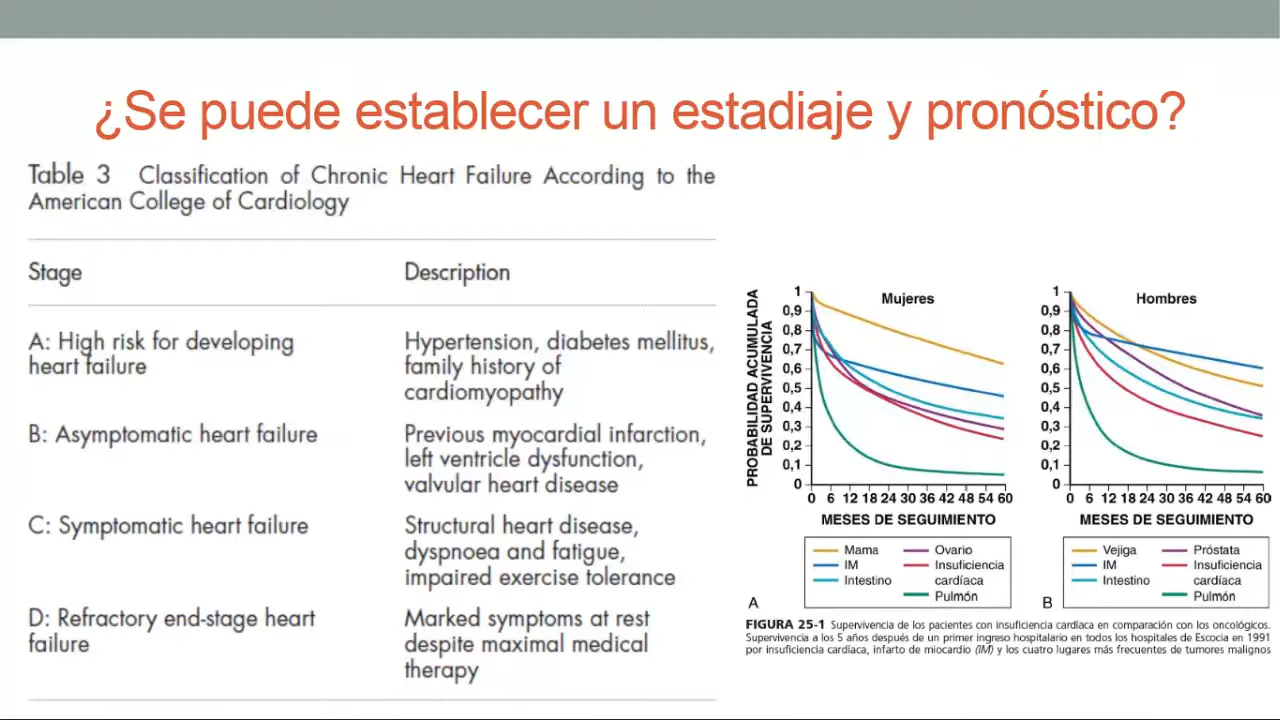 ¿Se puede establecer un estadiaje y pronóstico?
Table 3 Classification of Chronic Heart Failure According to the
American College of Cardiology
Stage
Description
A: High risk for developing
heart failure
Hypertension, diabetes mellitus,
family history of
cardiomyopathy
B: Asymptomatic heart failure
Previous myocardial infarction,
left ventricle dysfunction,
valvular heart disease
C: Symptomatic heart failure
Structural heart disease,
dyspnoea and fatigue,
impaired exercise tolerance
D: Refractory end-stage heart
failure
Marked symptoms at rest
despite maximal medical
therapy
PROBABILIDAD ACUMULADA
DE SUPERVIVENCIA
Mujeres
1
0,9
0,8
0,7
0,6
0,5
0,4
0,3
0,2
0,1
0
0 6 12 18 24 30 36 42 48 54 60
MESES DE SEGUIMIENTO
Mama
IM
Intestino
Ovario
Insuficiencia
cardíaca
Pulmón
A
Hombres
1
0,9
0,8
0,7
0,6
0,5
0,4
0,3
0,2
0,1
0
0 6 12 18 24 30 36 42 48 54 60
MESES DE SEGUIMIENTO
Vejiga
IM
Intestino
Próstata
Insuficiencia
cardíaca
Pulmón
B
FIGURA 25-1 Supervivencia de los pacientes con insuficiencia cardíaca en comparación con los oncológicos.
Supervivencia a los 5 años después de un primer ingreso hospitalario en todos los hospitales de Escocia en 1991
por insuficiencia cardíaca, infarto de miocardio (IM) y los cuatro lugares más frecuentes de tumores malignos